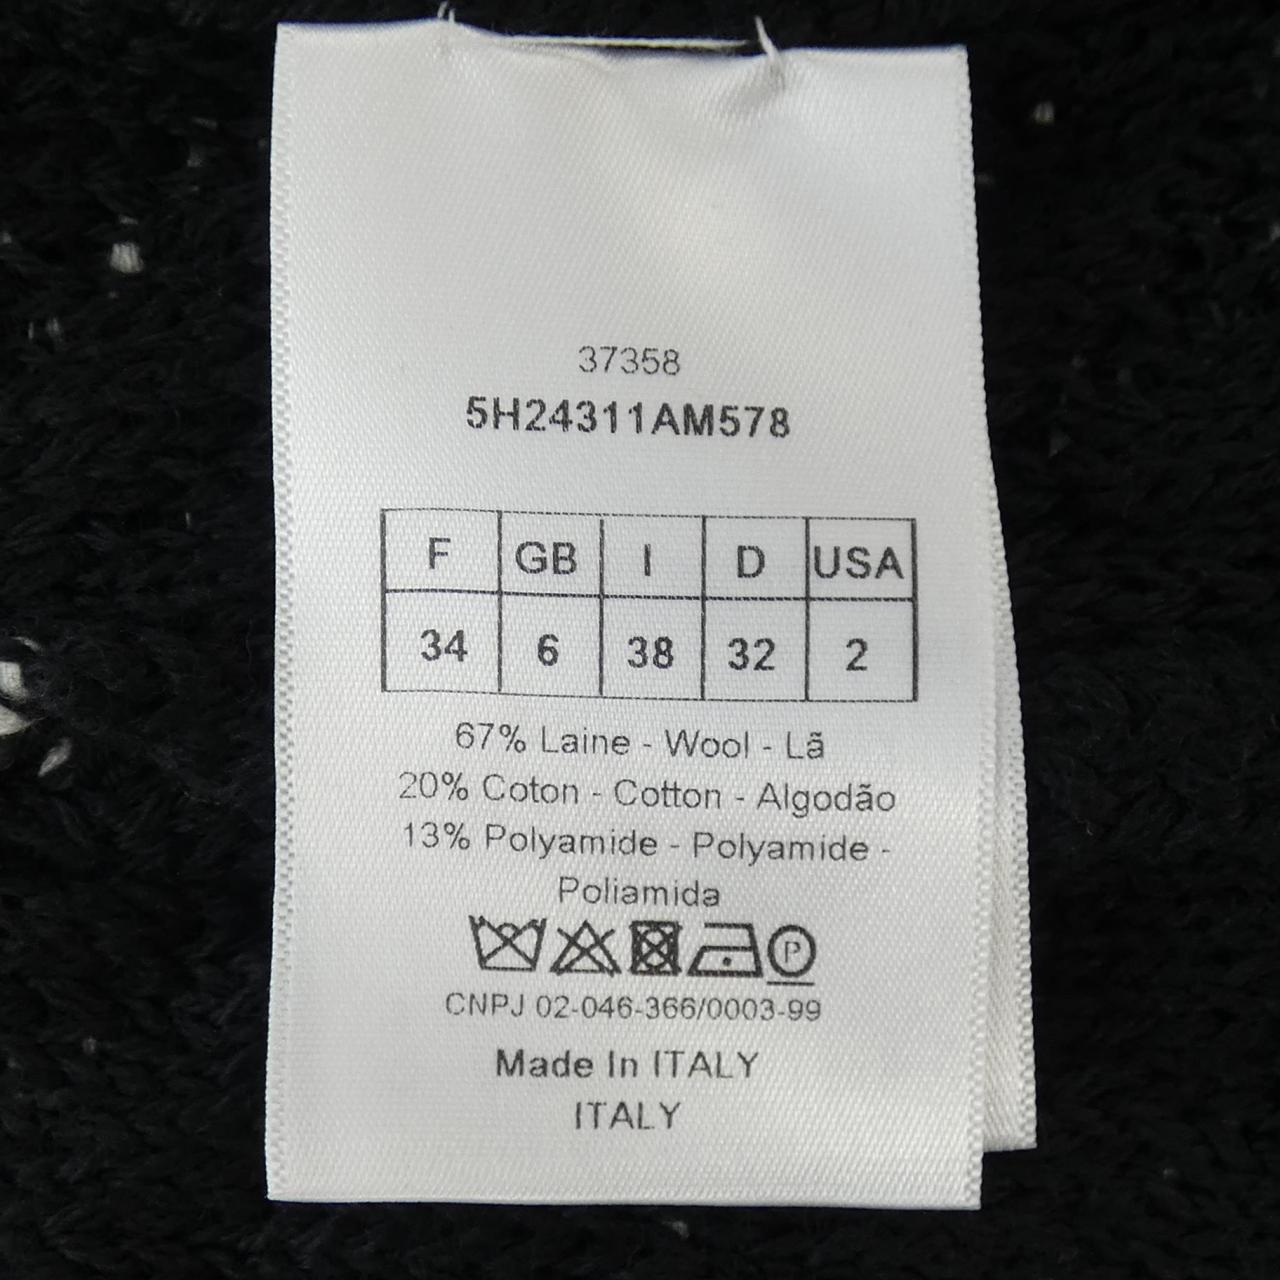 37358
5H24311AM578
F GB I D USA
34 6 38 32 2
67% Laine - Wool - Lã
20% Coton - Cotton - Algodão
13% Polyamide - Polyamide -
Poliamida
P
CNPJ 02-046-366/0003-99
Made In ITALY
ITALY